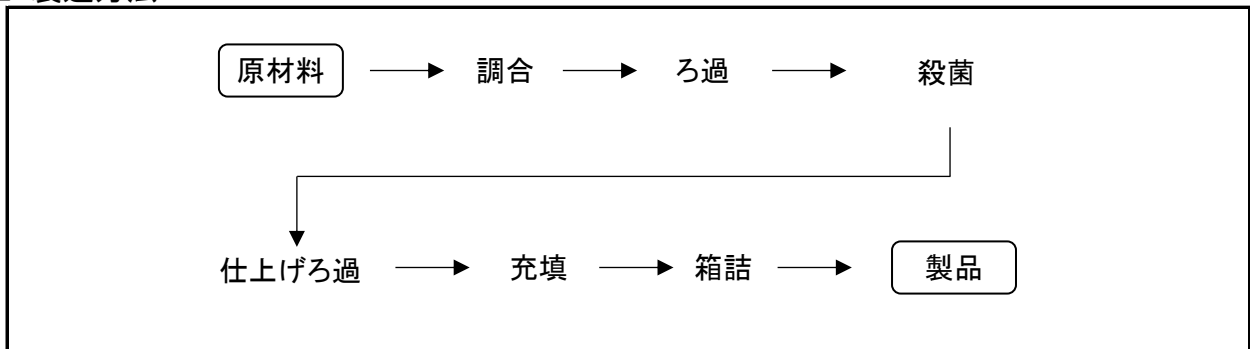 原材料 調合 ろ過 殺菌
仕上げろ過 充填 箱詰 製品